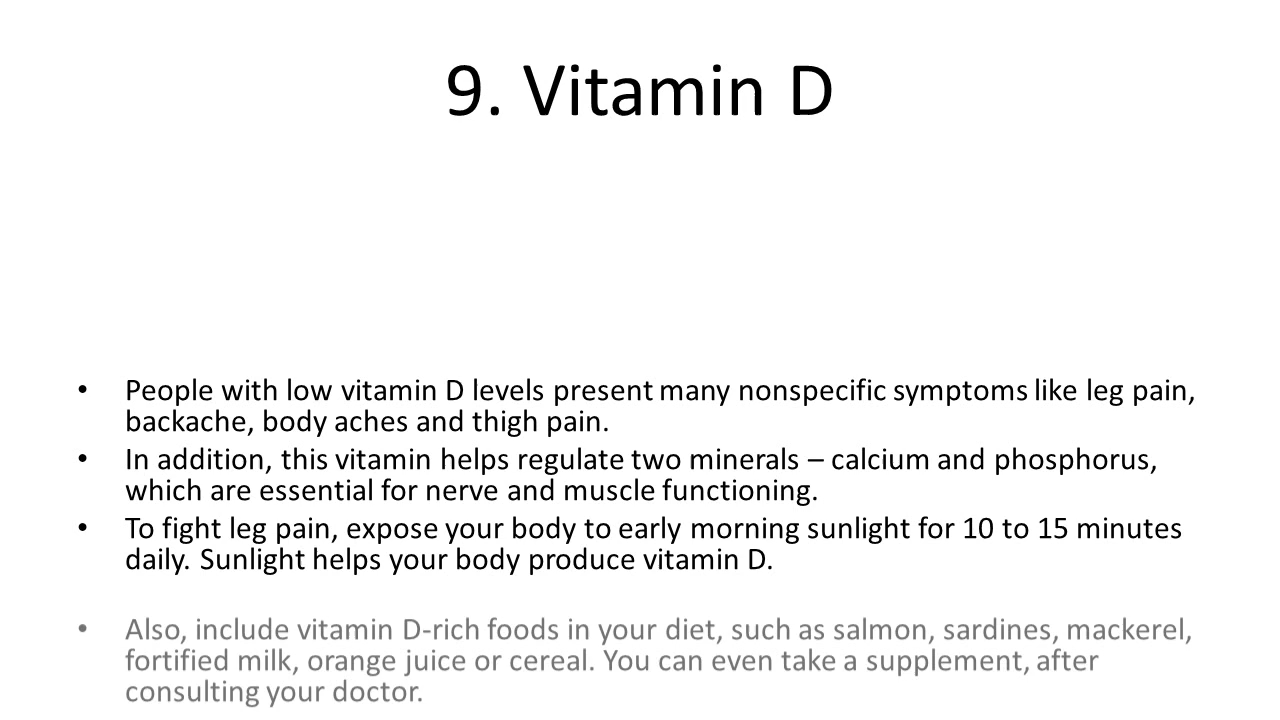 9. Vitamin D
• People with low vitamin D levels present many nonspecific symptoms like leg pain,
backache, body aches and thigh pain.
• In addition, this vitamin helps regulate two minerals – calcium and phosphorus,
which are essential for nerve and muscle functioning.
• To fight leg pain, expose your body to early morning sunlight for 10 to 15 minutes
daily. Sunlight helps your body produce vitamin D.
• Also, include vitamin D-rich foods in your diet, such as salmon, sardines, mackerel,
fortified milk, orange juice or cereal. You can even take a supplement, after
consulting your doctor.